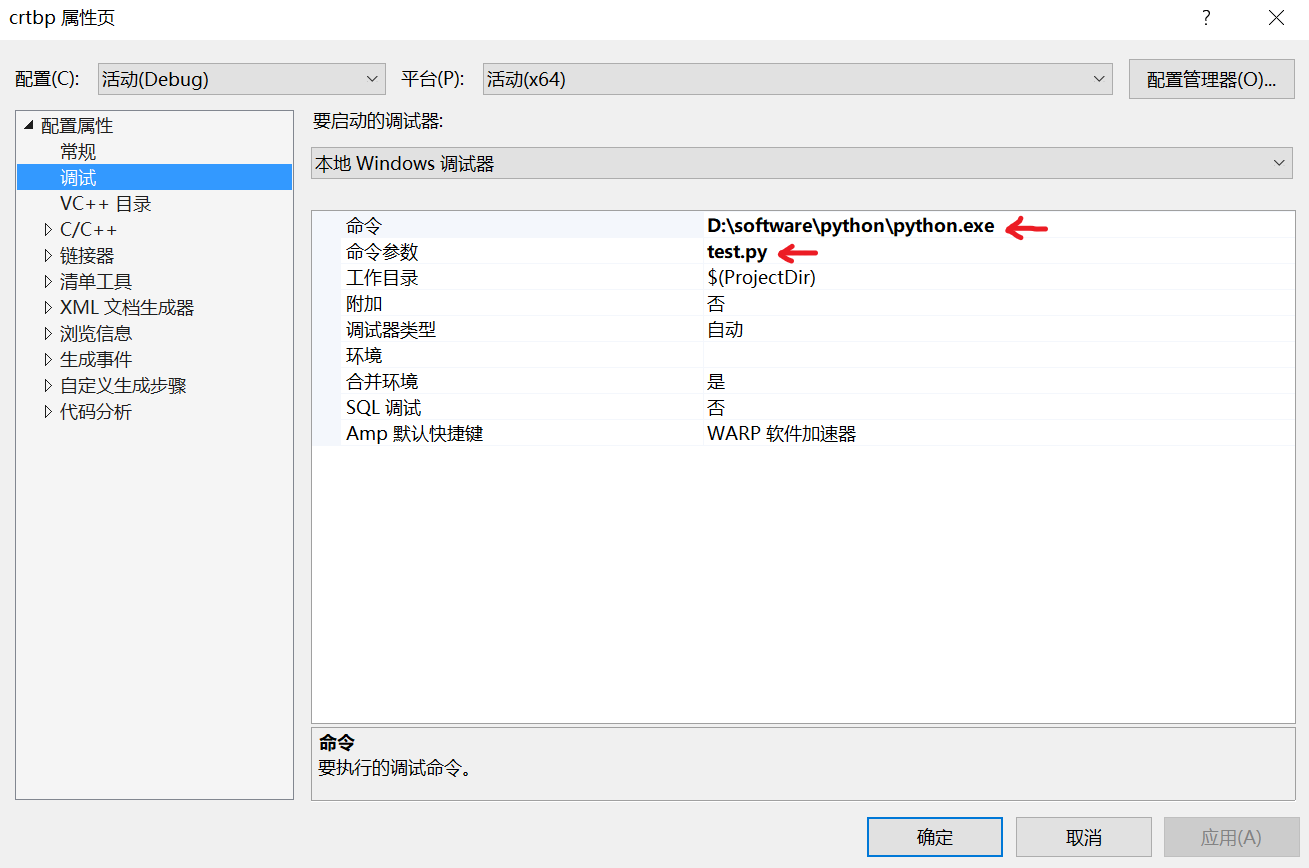 crtbp 属性页
?
配置(C): 活动(Debug) 平台(P): 活动(x64) 配置管理器(O)...
配置属性
常规
调试
VC++ 目录
C/C++
链接器
清单工具
XML 文档生成器
浏览信息
生成事件
自定义生成步骤
代码分析
要启动的调试器:
本地 Windows 调试器
命令 D:\software\python\python.exe
命令参数 test.py
工作目录 $(ProjectDir)
附加 否
调试器类型 自动
环境
合并环境 是
SQL 调试 否
Amp 默认快捷键 WARP 软件加速器
命令
要执行的调试命令。
确定 取消 应用(A)